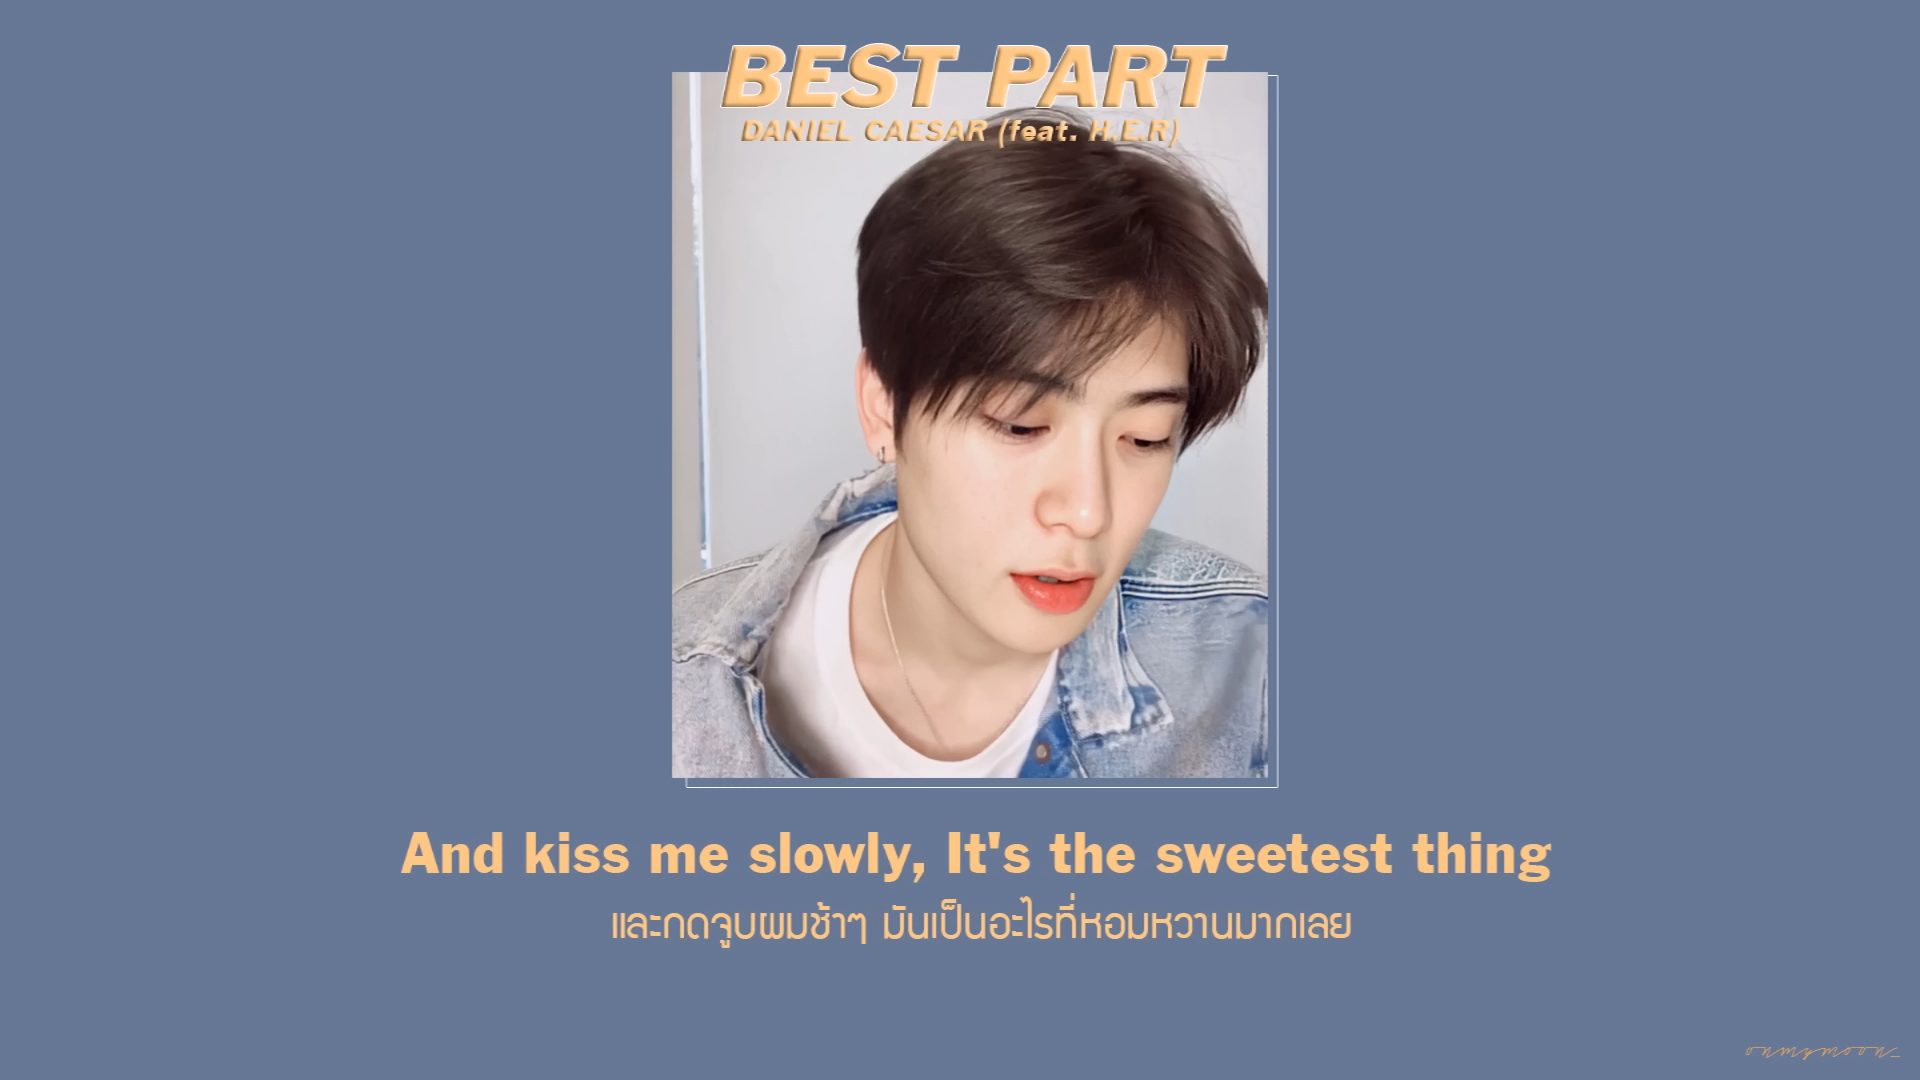 BEST PART
DANIEL CAESAR (feat. H.E.R)
And kiss me slowly, It's the sweetest thing
และกดจูบผมช้าๆ มันเป็นอะไรที่หอมหวานมากเลย
onmymoon_